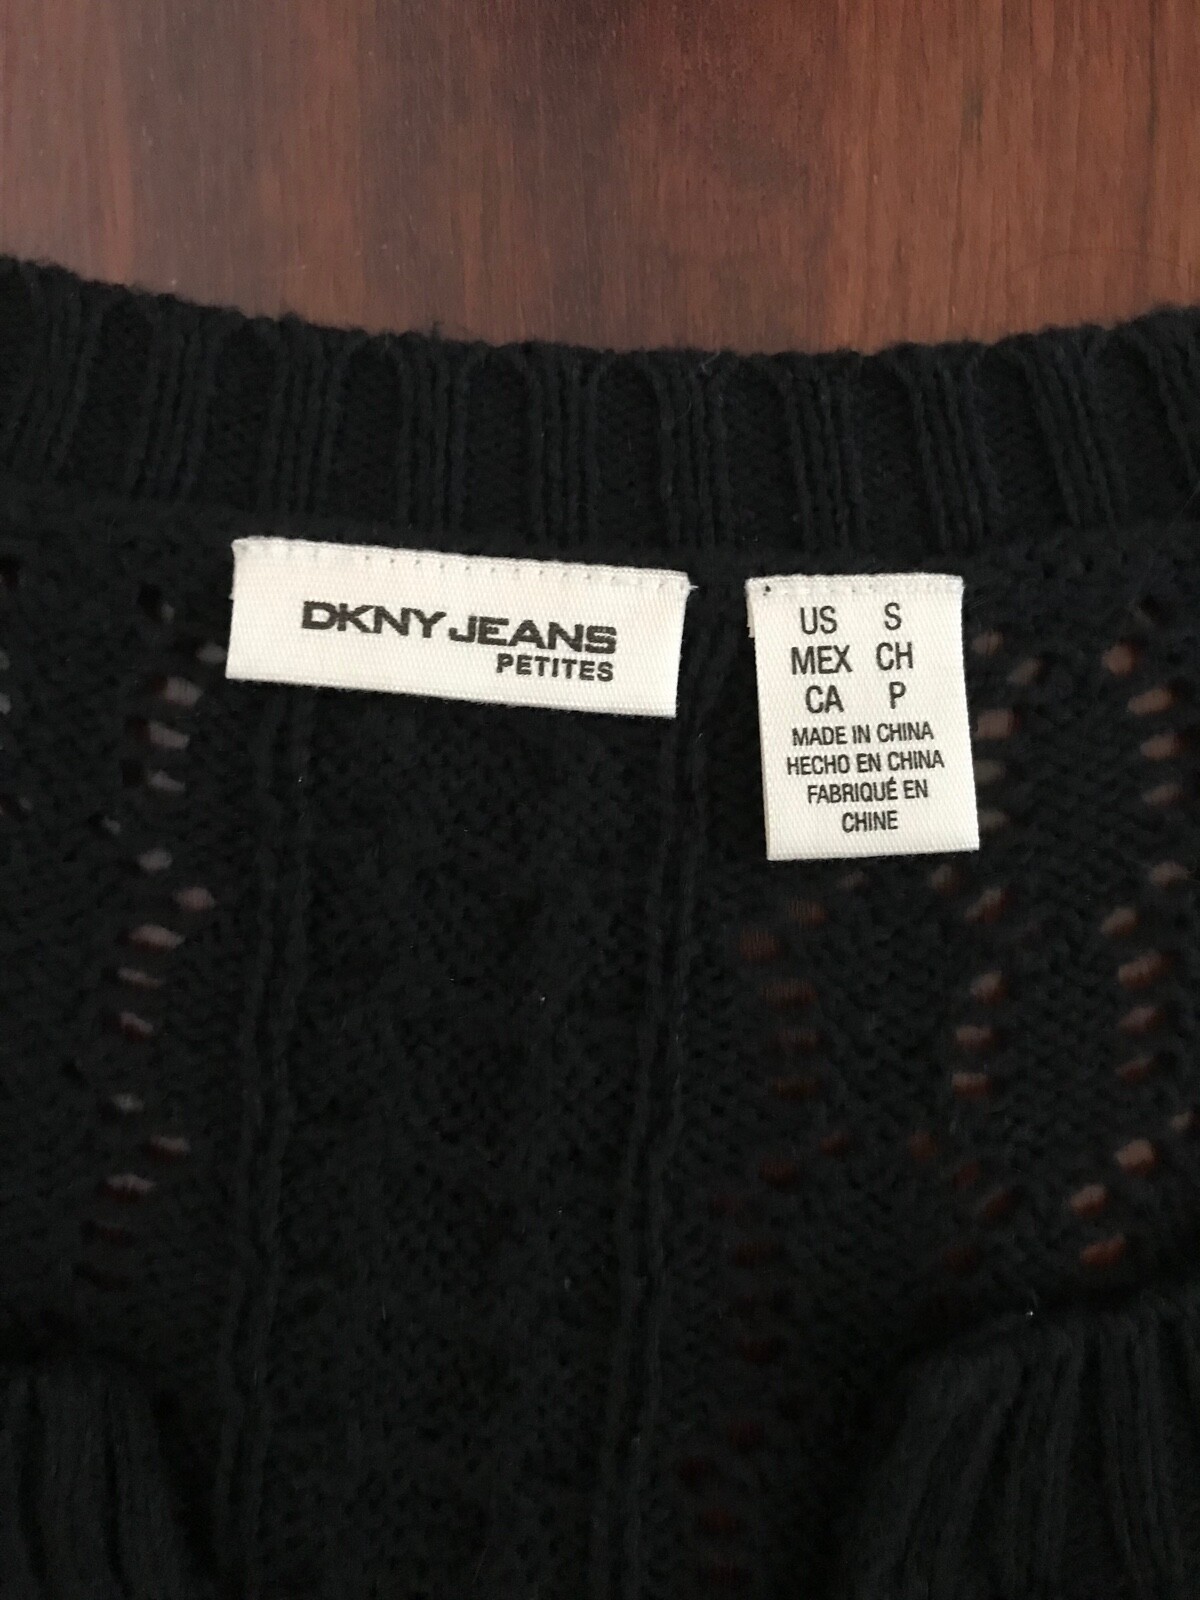 DKNY JEANS
PETITES
US S
MEX CH
CA P
MADE IN CHINA
HECHO EN CHINA
FABRIQUÉ EN
CHINE